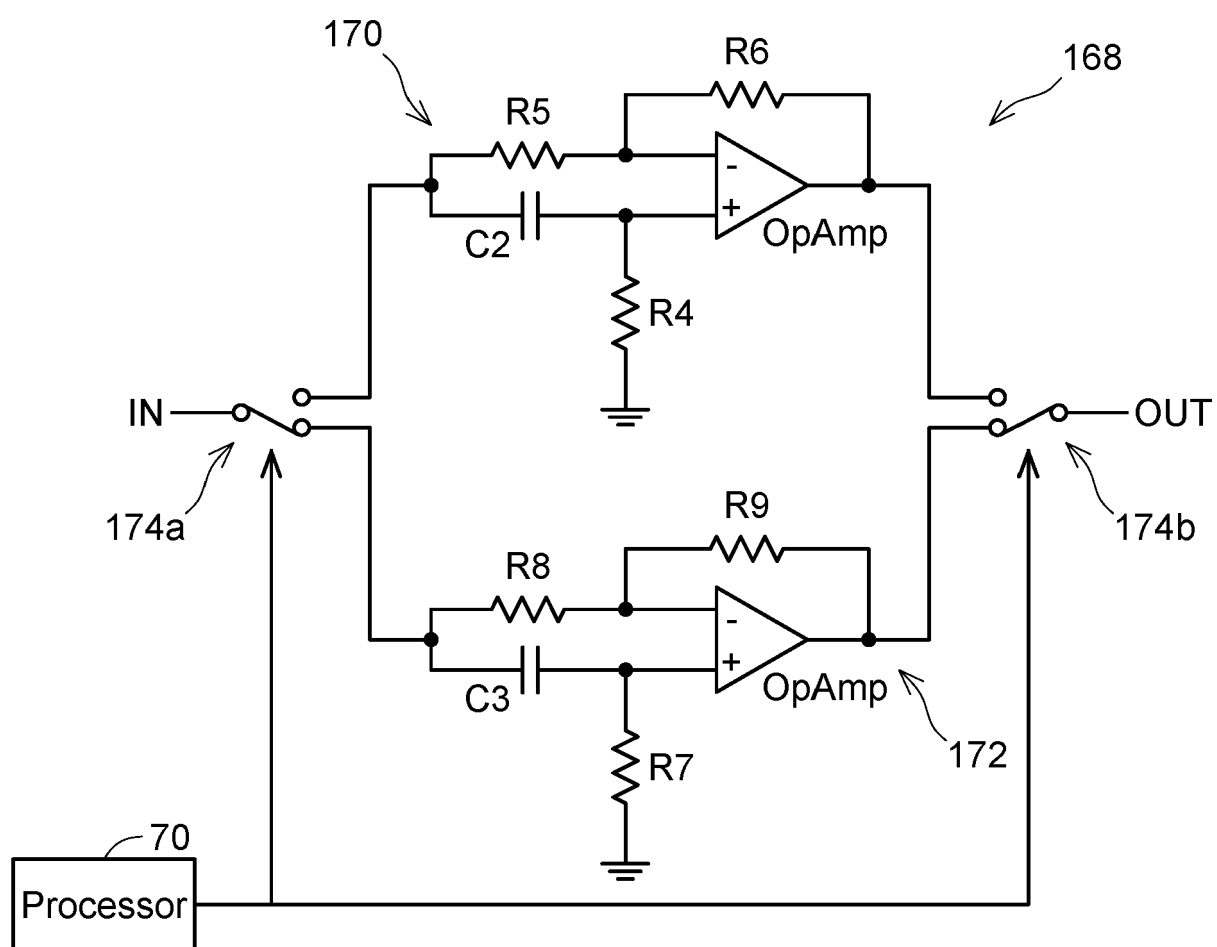 170
R6
168
R5
-
+
OpAmp
C2
R4
IN
OUT
174a
174b
R9
R8
-
+
OpAmp
C3
172
R7
70
Processor